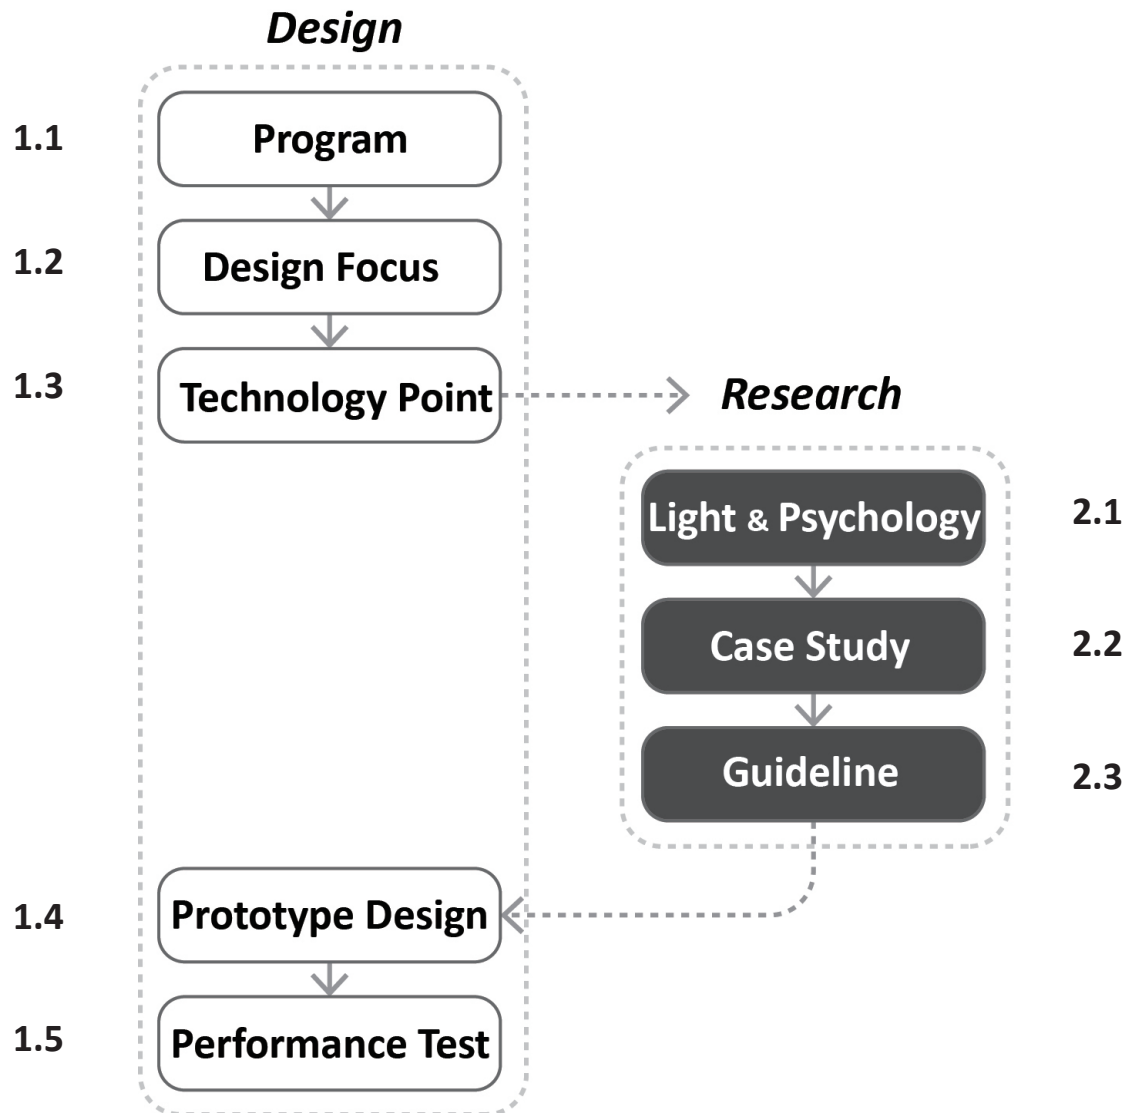 Design
1.1 Program
1.2 Design Focus
1.3 Technology Point
Research
Light & Psychology 2.1
Case Study 2.2
Guideline 2.3
1.4 Prototype Design
1.5 Performance Test